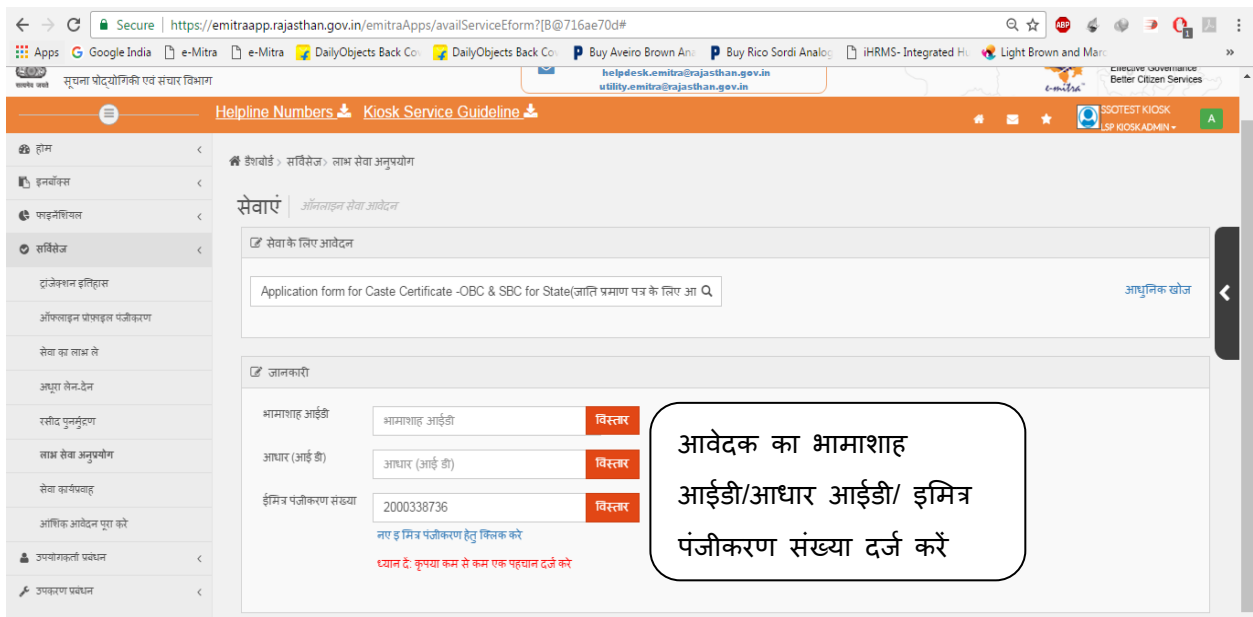 Secure | https://emitraapp.rajasthan.gov.in/emitraApps/availServiceEform?[B@716ae70d#
Apps Google India e-Mitra e-Mitra DailyObjects Back Co DailyObjects Back Co Buy Aveiro Brown Ana Buy Rico Sordi Analog iHRMS- Integrated Hu Light Brown and Marc »
सूचना प्रोद्योगिकी एवं संचार विभाग
helpdesk.emitra@rajasthan.gov.in
utility.emitra@rajasthan.gov.in
e-mitra
Effective Governance
Better Citizen Services
Helpline Numbers Kiosk Service Guideline
SSOTEST KIOSK
LSP KIOSKADMIN
A
होम
इनबॉक्स
फाइनेंशियल
सर्विसेज
ट्रांजेक्शन इतिहास
ऑफ्लाइन प्रोफ़ाइल पंजीकरण
सेवा का लाभ ले
अधूरा लेन-देन
रसीद पुनर्मुद्रण
लाभ सेवा अनुप्रयोग
सेवा कार्यप्रवाह
आंशिक आवेदन पूरा करे
उपयोगकर्ता प्रबंधन
उपकरण प्रबंधन
डैशबोर्ड > सर्विसेज > लाभ सेवा अनुप्रयोग
सेवाएं ऑनलाइन सेवा आवेदन
सेवा के लिए आवेदन
Application form for Caste Certificate -OBC & SBC for State(जाति प्रमाण पत्र के लिए आ
आधुनिक खोज
जानकारी
भामाशाह आईडी भामाशाह आईडी विस्तार
आधार (आई डी) आधार (आई डी) विस्तार
ईमित्र पंजीकरण संख्या 2000338736 विस्तार
नए इ मित्र पंजीकरण हेतु क्लिक करे
ध्यान दें: कृपया कम से कम एक पहचान दर्ज करे
आवेदक का भामाशाह
आईडी/आधार आईडी/ इमित्र
पंजीकरण संख्या दर्ज करें